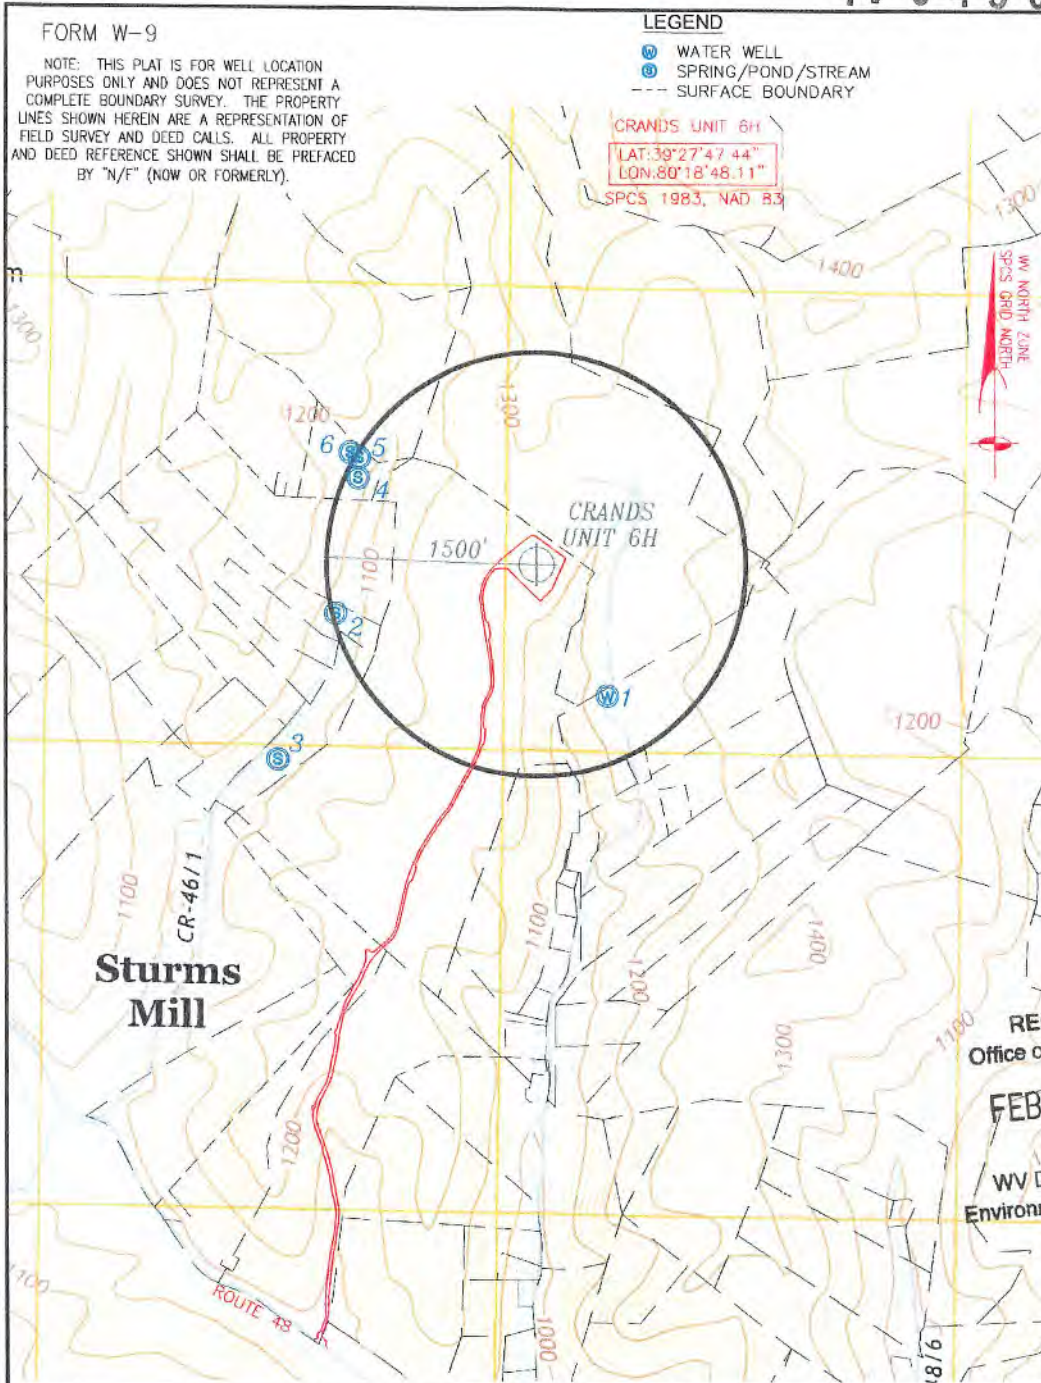 FORM W-9
NOTE: THIS PLAT IS FOR WELL LOCATION
PURPOSES ONLY AND DOES NOT REPRESENT A
COMPLETE BOUNDARY SURVEY. THE PROPERTY
LINES SHOWN HEREIN ARE A REPRESENTATION OF
FIELD SURVEY AND DEED CALLS. ALL PROPERTY
AND DEED REFERENCE SHOWN SHALL BE PREFACED
BY "N/F" (NOW OR FORMERLY).
LEGEND
W WATER WELL
S SPRING/POND/STREAM
--- SURFACE BOUNDARY
CRANDS UNIT 6H
LAT:39°27'47.44"
LON:80°18'48.11"
SPCS 1983, NAD 83
1300
1400
WV NORTH ZONE
SPCS GRID NORTH
1300
1300
1200
6 S S 5
S 4
CRANDS
UNIT 6H
1500'
1100
S 2
W 1
1200
S 3
CR-46/1
1100
1100
1400
1200
Sturms
Mill
1300
1100
RE
Office o
FEB
1200
WV D
Environm
1100
ROUTE 48
1000